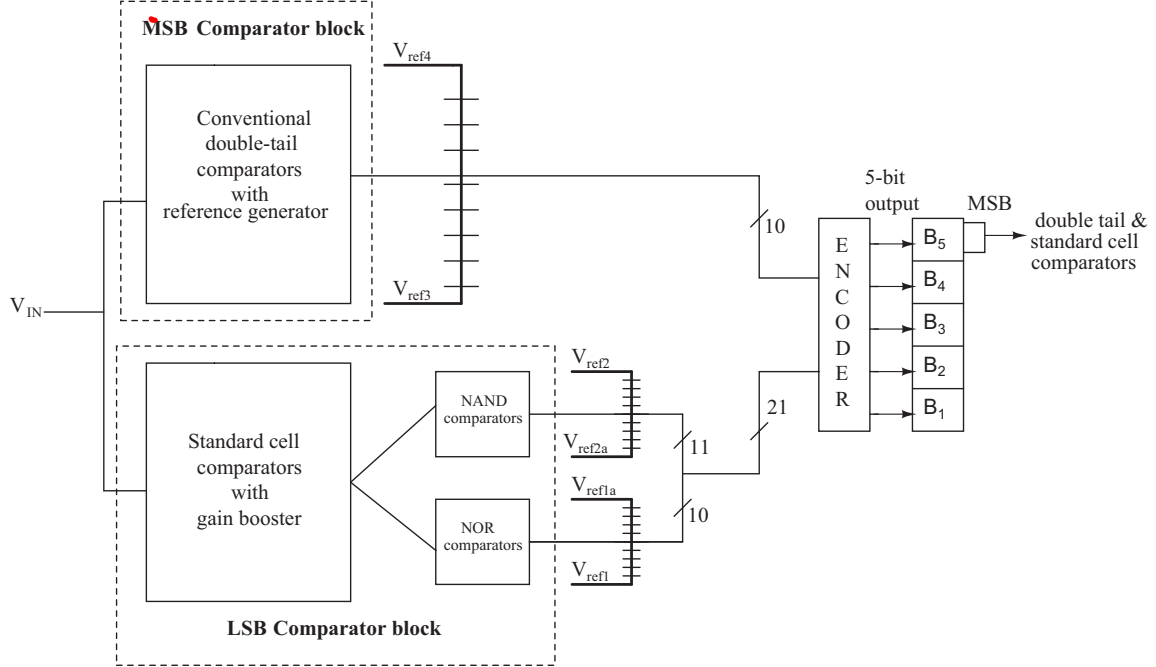 MSB Comparator block
Conventional
double-tail
comparators
with
reference generator
Vref4
Vref3
10
VIN
Standard cell
comparators
with
gain booster
NAND
comparators
NOR
comparators
LSB Comparator block
Vref2
Vref2a
11
Vref1a
Vref1
10
21
E
N
C
O
D
E
R
5-bit
output
MSB
B5
B4
B3
B2
B1
double tail &
standard cell
comparators